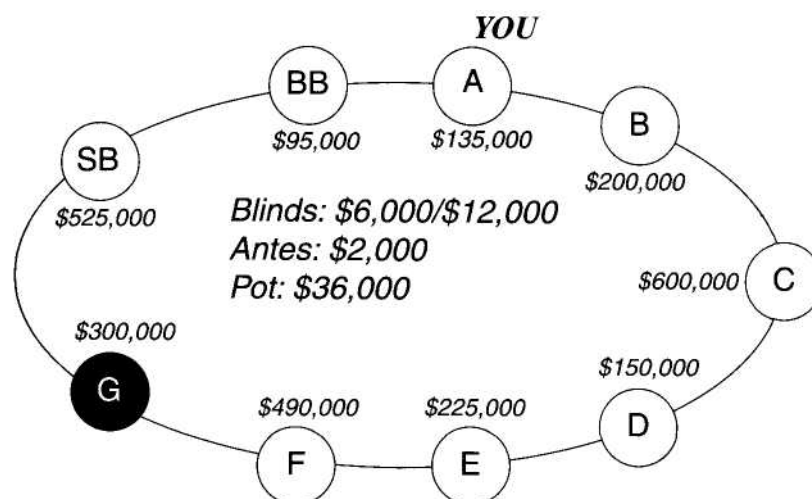 YOU
BB
A
$95,000
$135,000
B
$200,000
SB
$525,000
Blinds: $6,000/$12,000
Antes: $2,000
Pot: $36,000
$600,000
C
$300,000
G
$490,000
F
$225,000
E
$150,000
D